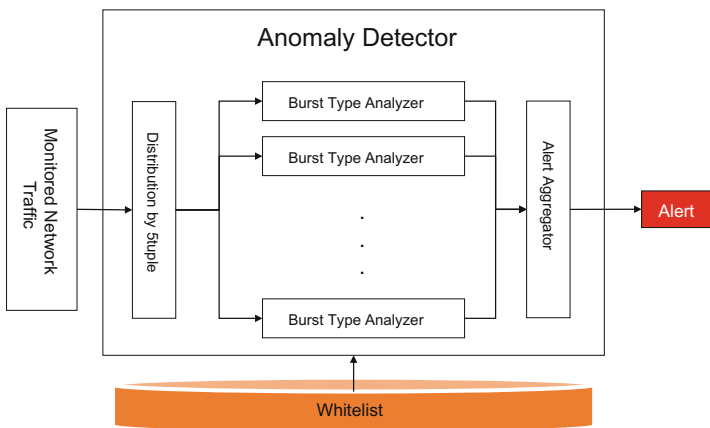 Anomaly Detector
Monitored Network
Traffic
Distribution by 5tuple
Burst Type Analyzer
Burst Type Analyzer
.
.
.
Burst Type Analyzer
Alert Aggregator
Alert
Whitelist